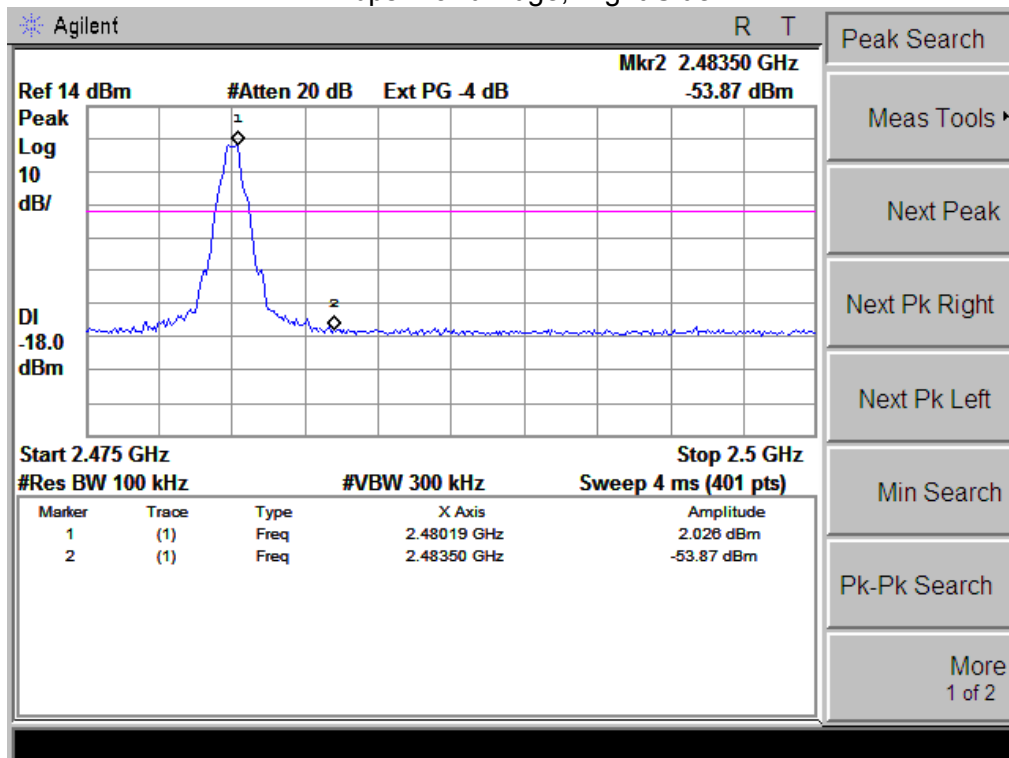 Agilent R T
Mkr2 2.48350 GHz
Ref 14 dBm #Atten 20 dB Ext PG -4 dB -53.87 dBm
Peak
Log
10
dB/
DI
-18.0
dBm
1
2
Start 2.475 GHz Stop 2.5 GHz
#Res BW 100 kHz #VBW 300 kHz Sweep 4 ms (401 pts)
Marker Trace Type X Axis Amplitude
1 (1) Freq 2.48019 GHz 2.026 dBm
2 (1) Freq 2.48350 GHz -53.87 dBm
Peak Search
Meas Tools
Next Peak
Next Pk Right
Next Pk Left
Min Search
Pk-Pk Search
More
1 of 2